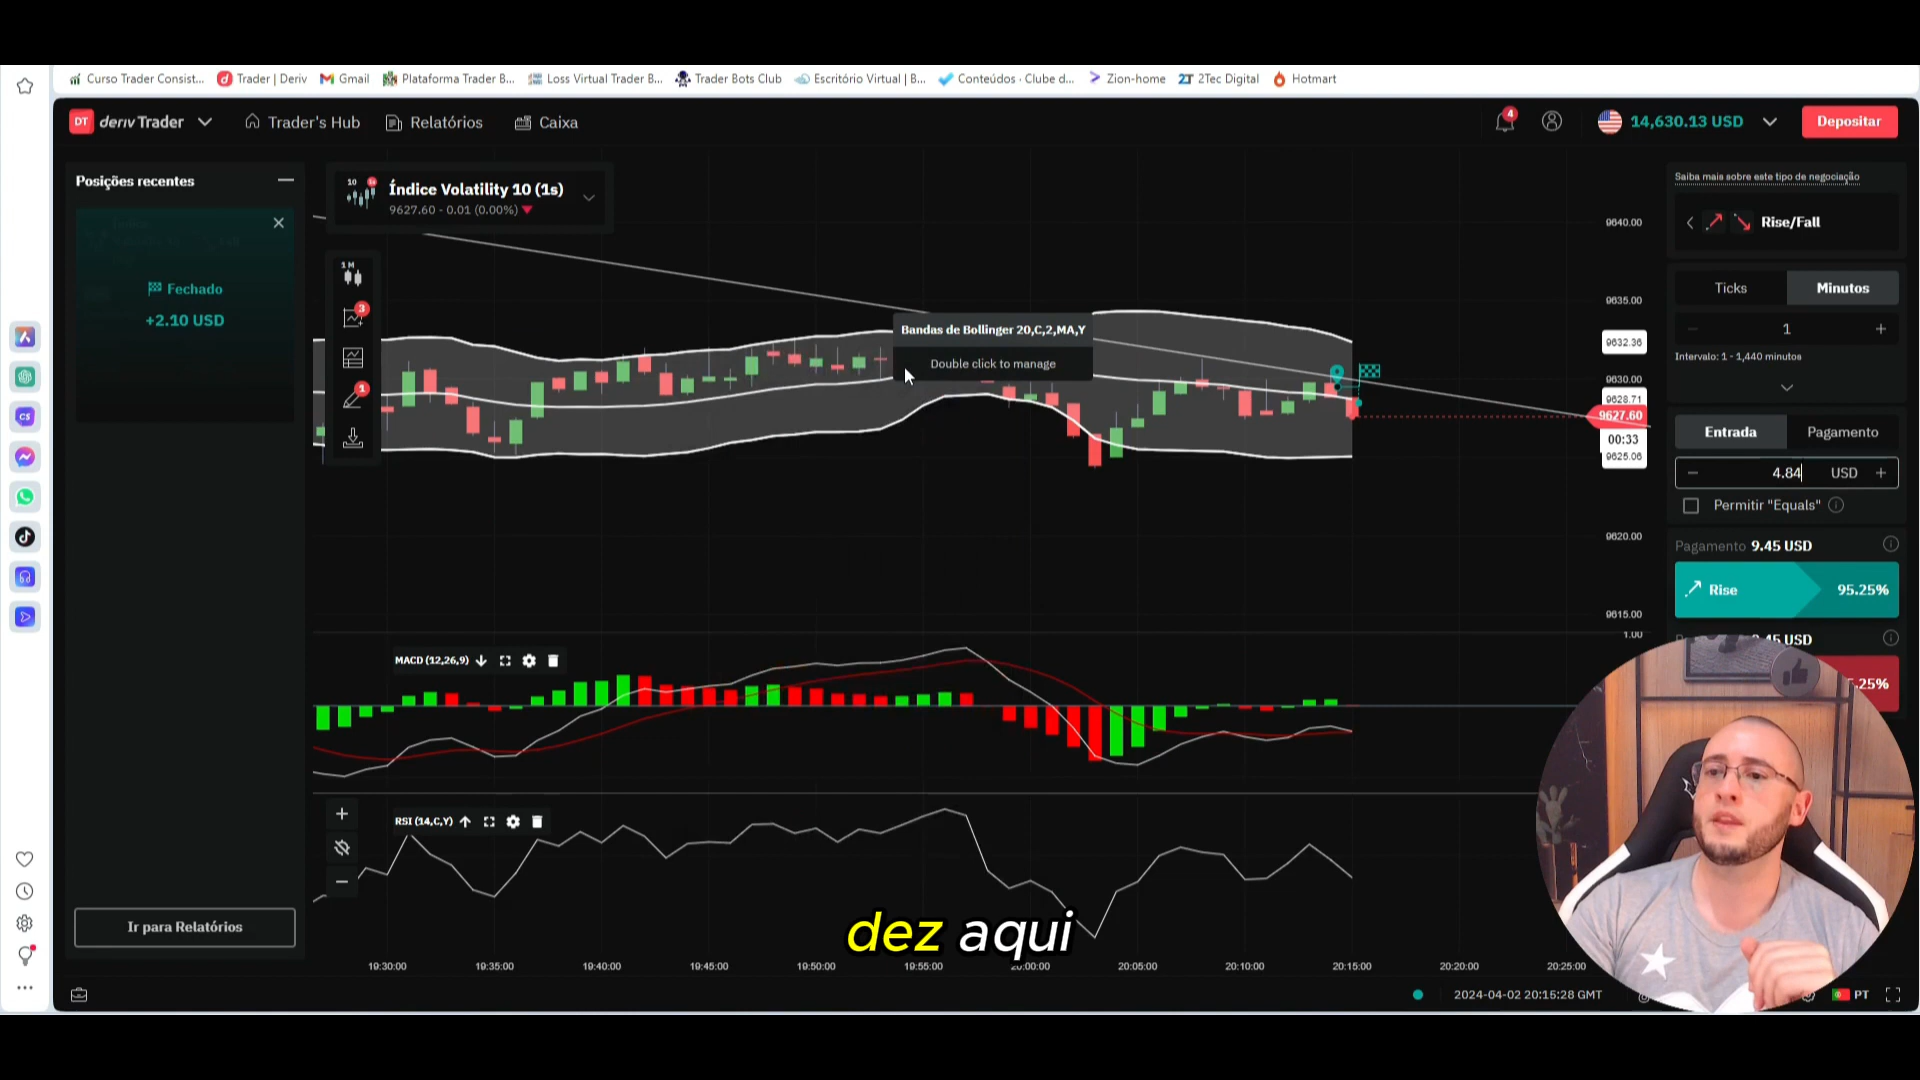 Curso Trader Consist...
Trader | Deriv
Gmail
Plataforma Trader B...
Loss Virtual Trader B...
Trader Bots Club
Escritório Virtual | B...
Conteúdos · Clube d...
Zion-home
2Tec Digital
Hotmart
DT deriv Trader
Trader's Hub
Relatórios
Caixa
4
14,630.13 USD
Depositar
Posições recentes
Fechado
+2.10 USD
Ir para Relatórios
10 1s
Índice Volatility 10 (1s)
9627.60 - 0.01 (0.00%)
1M
3
1
Bandas de Bollinger 20,C,2,MA,Y
Double click to manage
9640.00
9635.00
9632.36
9630.00
9628.71
9627.60
00:33
9625.06
9620.00
9615.00
1.00
MACD (12,26,9)
RSI (14,C,Y)
19:30:00
19:35:00
19:40:00
19:45:00
19:50:00
19:55:00
20:00:00
20:05:00
20:10:00
20:15:00
20:20:00
20:25:00
dez aqui
2024-04-02 20:15:28 GMT
PT
Saiba mais sobre este tipo de negociação
Rise/Fall
Ticks
Minutos
1
Intervalo: 1 - 1,440 minutos
Entrada
Pagamento
4.84 USD
Permitir "Equals"
Pagamento 9.45 USD
Rise 95.25%
.45 USD
.25%